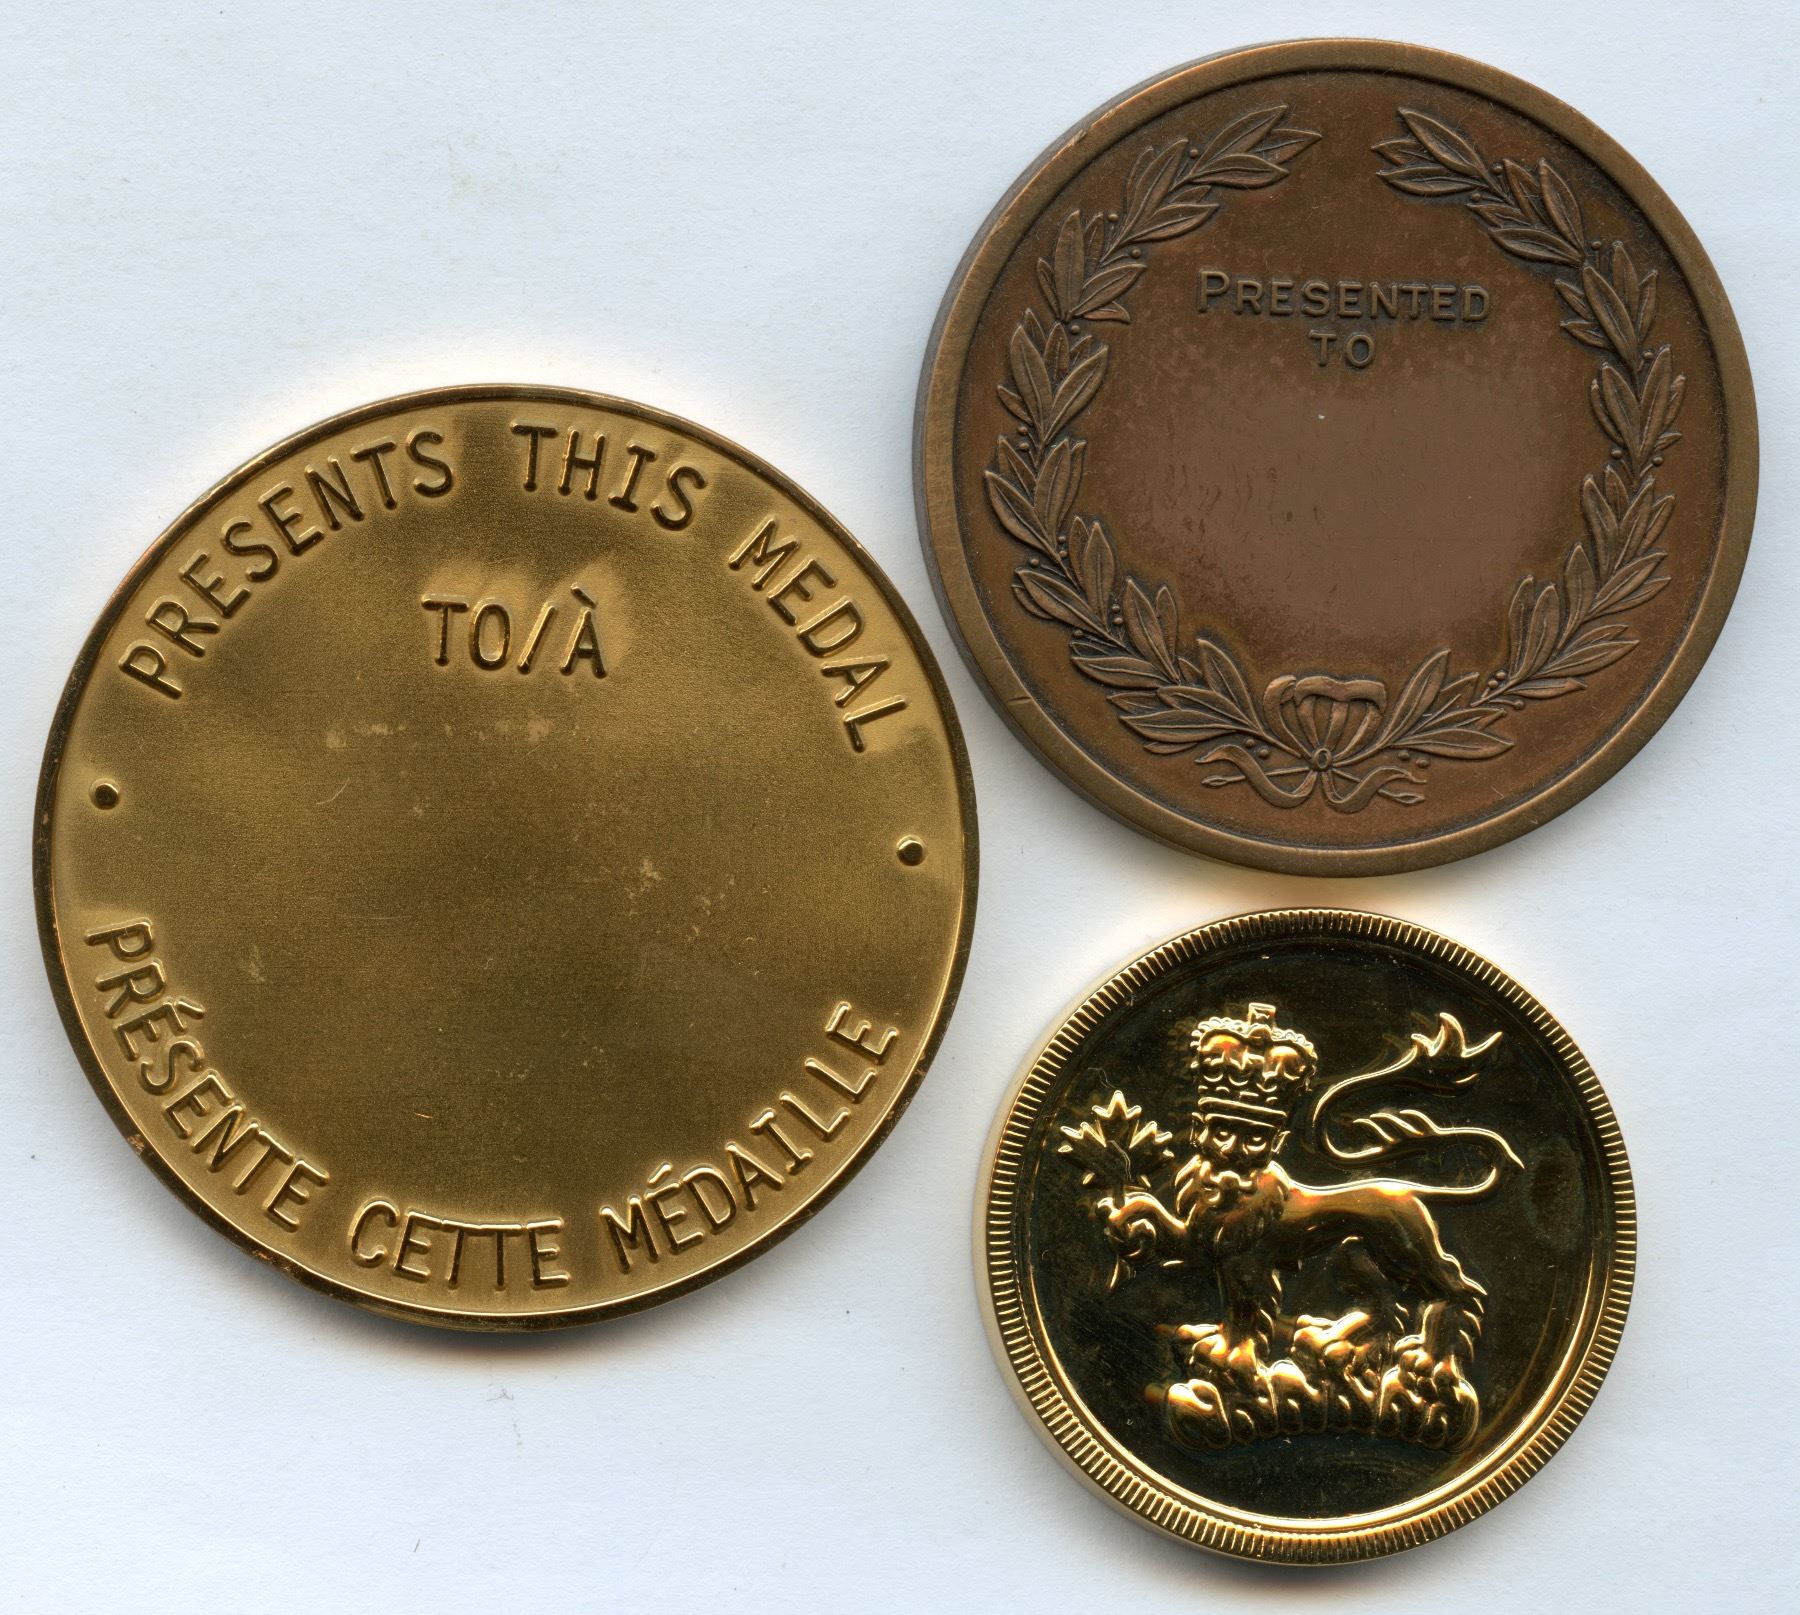 PRESENTS THIS MEDAL
TO/À
PRÉSENTE CETTE MÉDAILLE
PRESENTED
TO